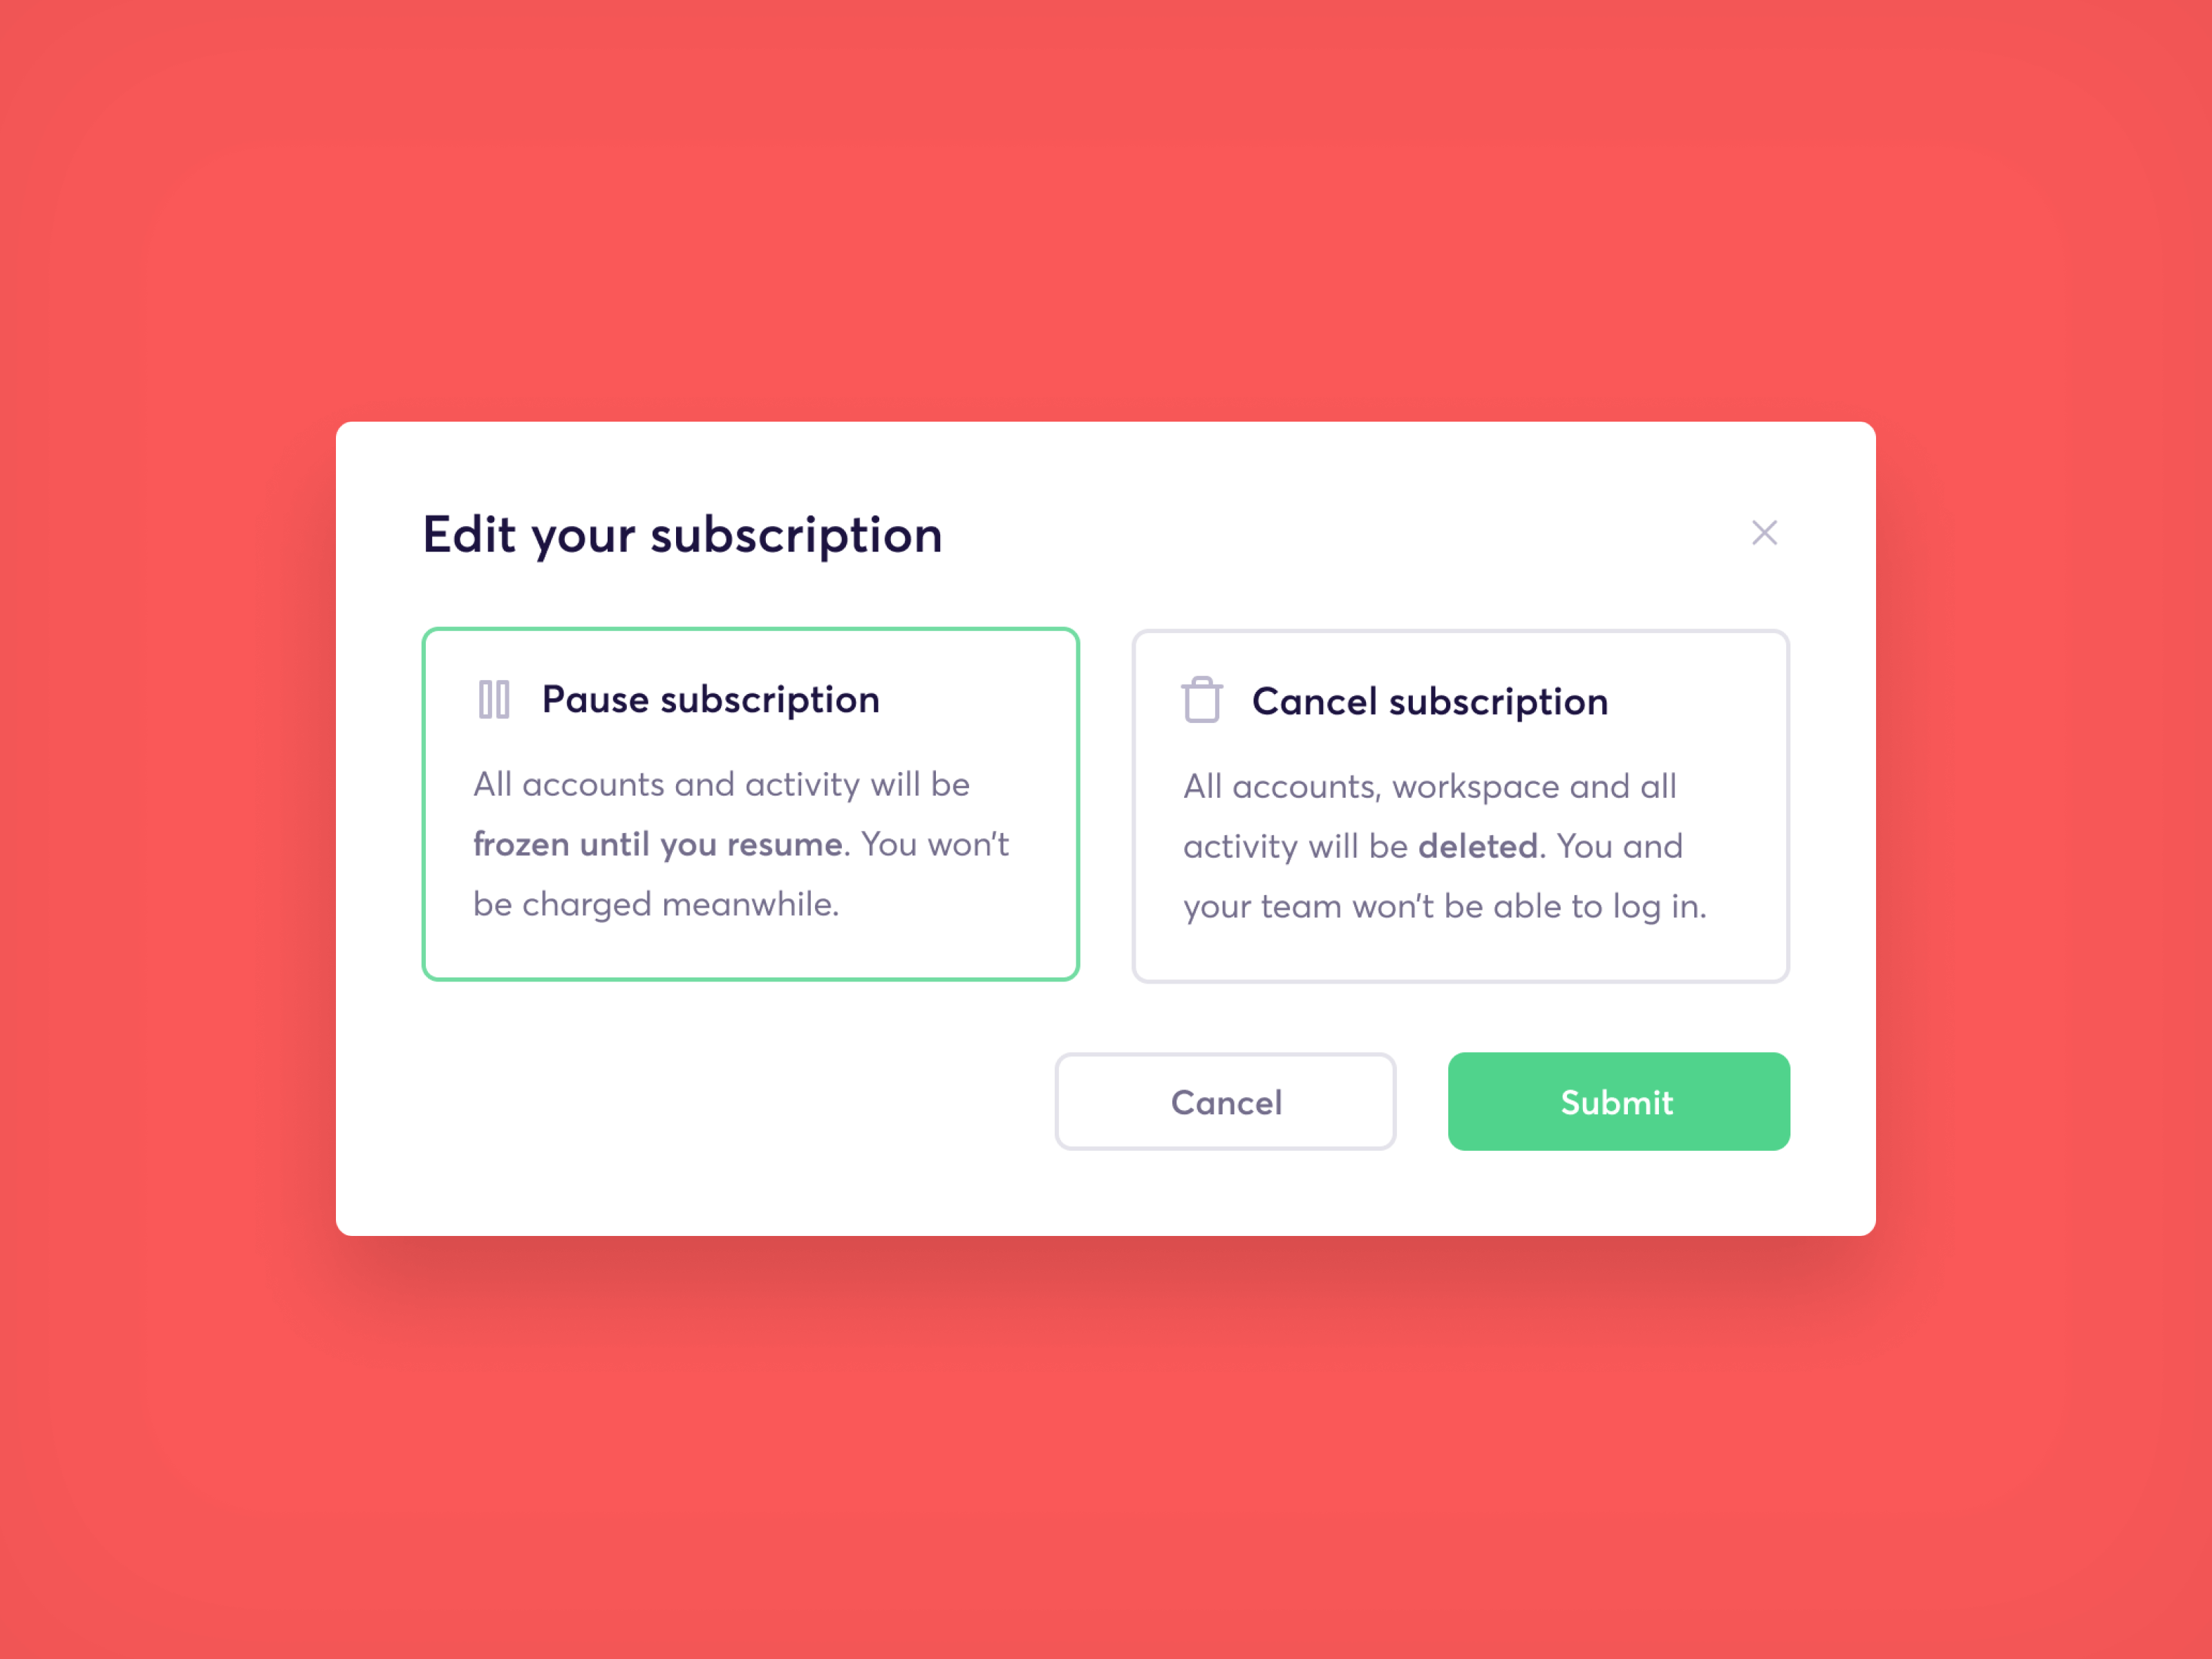 Edit your subscription
Pause subscription
All accounts and activity will be
frozen until you resume. You won't
be charged meanwhile.
Cancel subscription
All accounts, workspace and all
activity will be deleted. You and
your team won't be able to log in.
Cancel
Submit